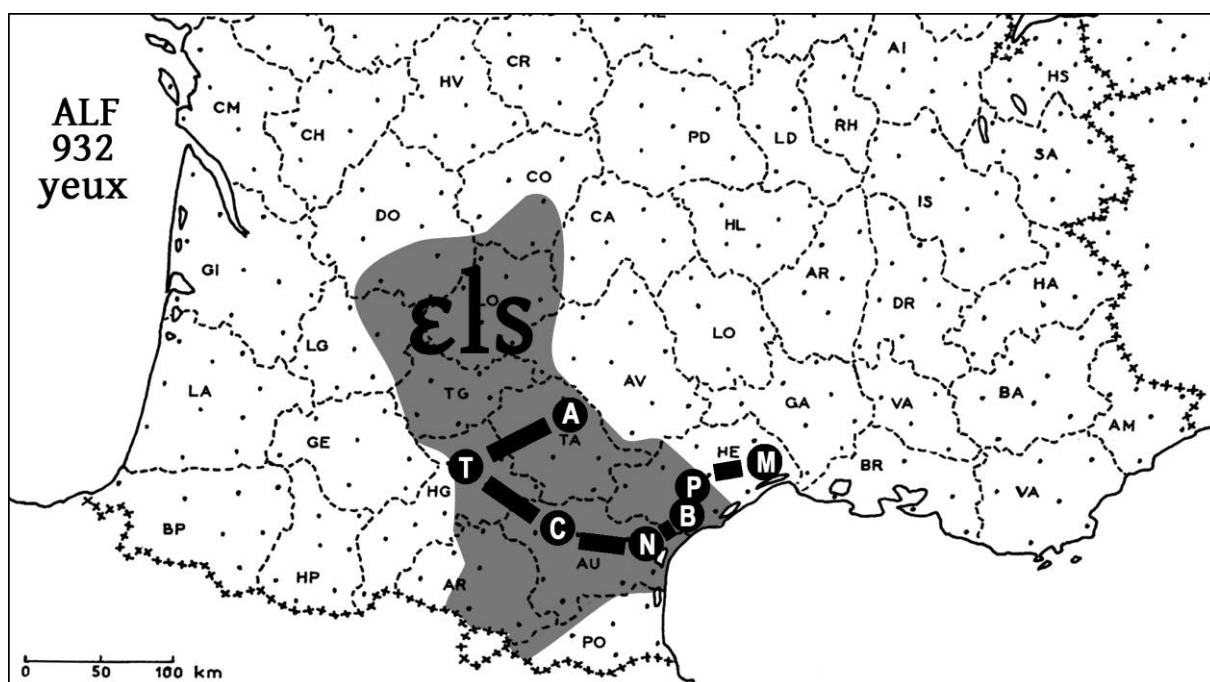 ALF
932
yeux
CM
CH
HV
CR
PD
LD
RH
AI
HS
SA
DO
CO
CA
HL
IS
GI
AR
DR
HA
LO
εls
LG
LO
LA
TG
AV
GA
VA
BA
AM
GE
A
TA
HE
M
BR
VA
T
HG
P
B
BP
C
N
AU
HP
AR
PO
0 50 100 km